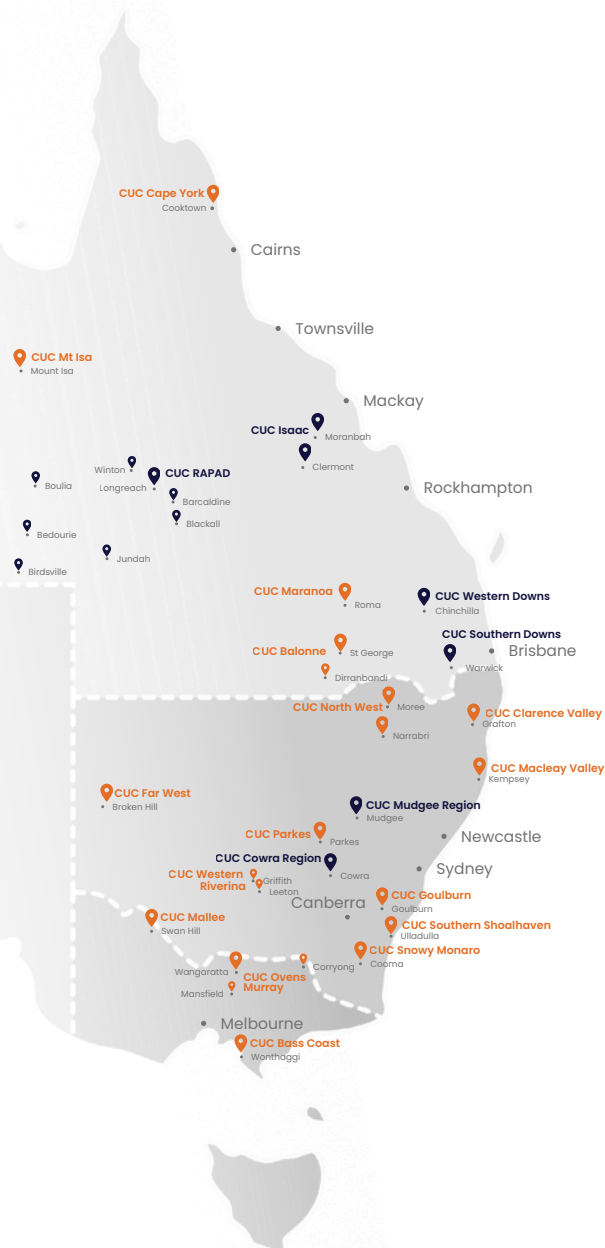 CUC Cape York
Cooktown
Cairns
Townsville
CUC Mt Isa
Mount Isa
Mackay
CUC Isaac
Moranbah
Clermont
Winton
CUC RAPAD
Longreach
Boulia
Barcaldine
Rockhampton
Blackall
Bedourie
Jundah
Birdsville
CUC Maranoa
Roma
CUC Western Downs
Chinchilla
CUC Southern Downs
CUC Balonne
St George
Brisbane
Warwick
Dirranbandi
CUC North West
Moree
CUC Clarence Valley
Grafton
Narrabri
CUC Macleay Valley
Kempsey
CUC Far West
Broken Hill
CUC Mudgee Region
Mudgee
CUC Parkes
Parkes
Newcastle
CUC Cowra Region
Cowra
Sydney
CUC Western
Riverina
Griffith
Leeton
CUC Goulburn
Goulburn
Canberra
CUC Mallee
Swan Hill
CUC Southern Shoalhaven
Ulladulla
CUC Snowy Monaro
Cooma
Corryong
Wangaratta
CUC Ovens
Murray
Mansfield
Melbourne
CUC Bass Coast
Wonthaggi